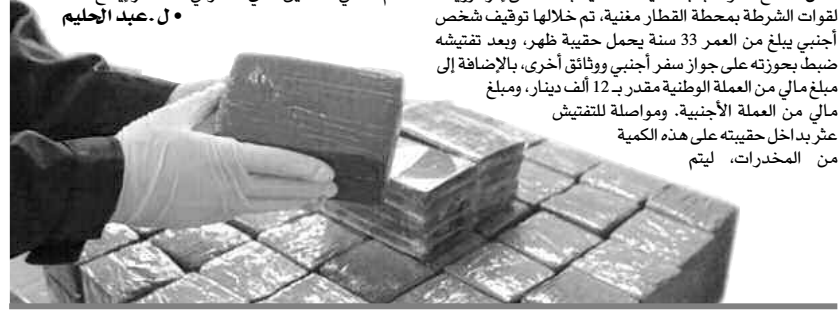 لقوات الشرطة بمحطة القطار مغنية، تم خلالها توقيف شخص
أجنبي يبلغ من العمر 33 سنة يحمل حقيبة ظهر، وبعد تفتيشه
ضبط بحوزته على جواز سفر أجنبي ووثائق أخرى، بالإضافة إلى
مبلغ مالي من العملة الوطنية مقدر بـ 12 ألف دينار، ومبلغ
مالي من العملة الأجنبية. ومواصلة للتفتيش
عثر بداخل حقيبته على هذه الكمية
من المخدرات، ليتم
• ل.عبد الحليم